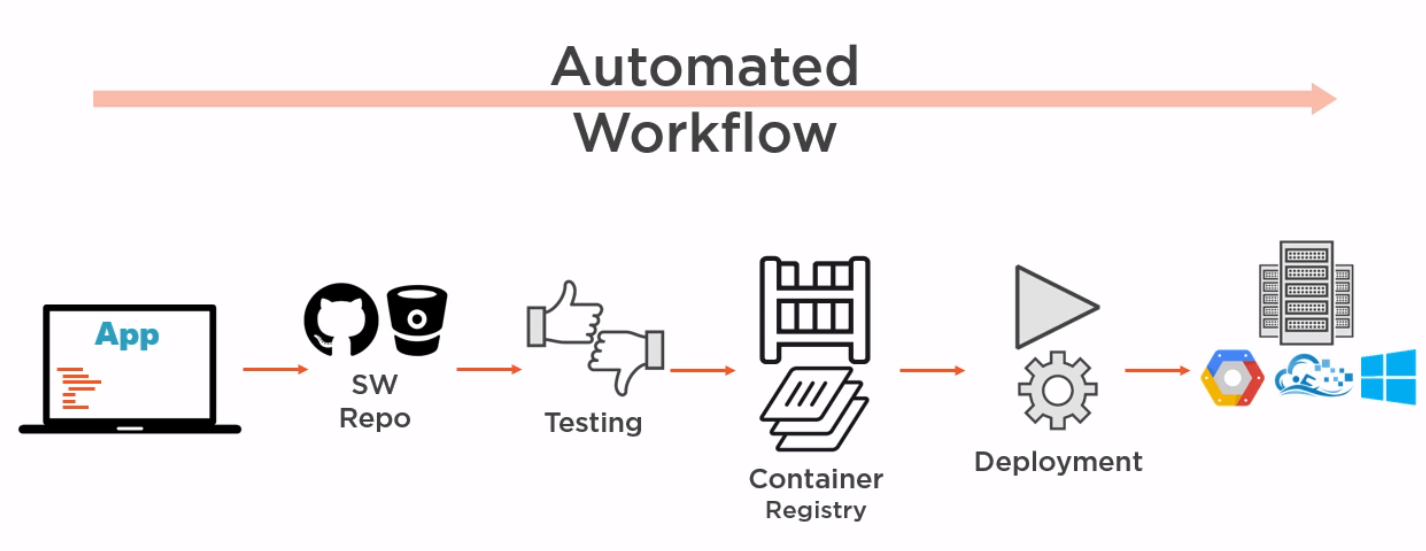 Automated
Workflow
App
SW
Repo
Testing
Container
Registry
Deployment